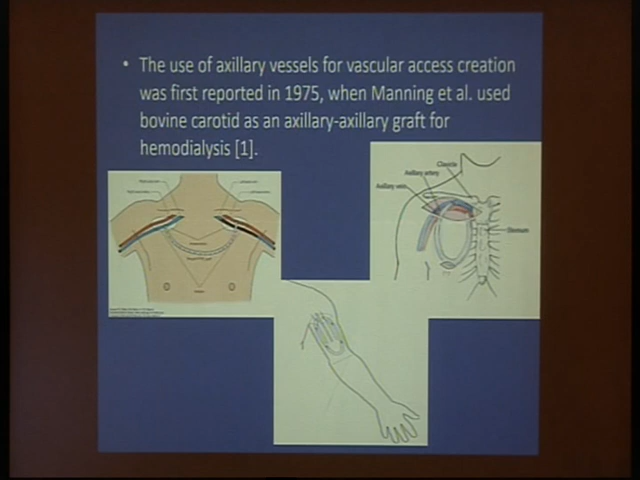 • The use of axillary vessels for vascular access creation
was first reported in 1975, when Manning et al. used
bovine carotid as an axillary-axillary graft for
hemodialysis [1].
Clavicle
Axillary artery
Axillary vein
Sternum